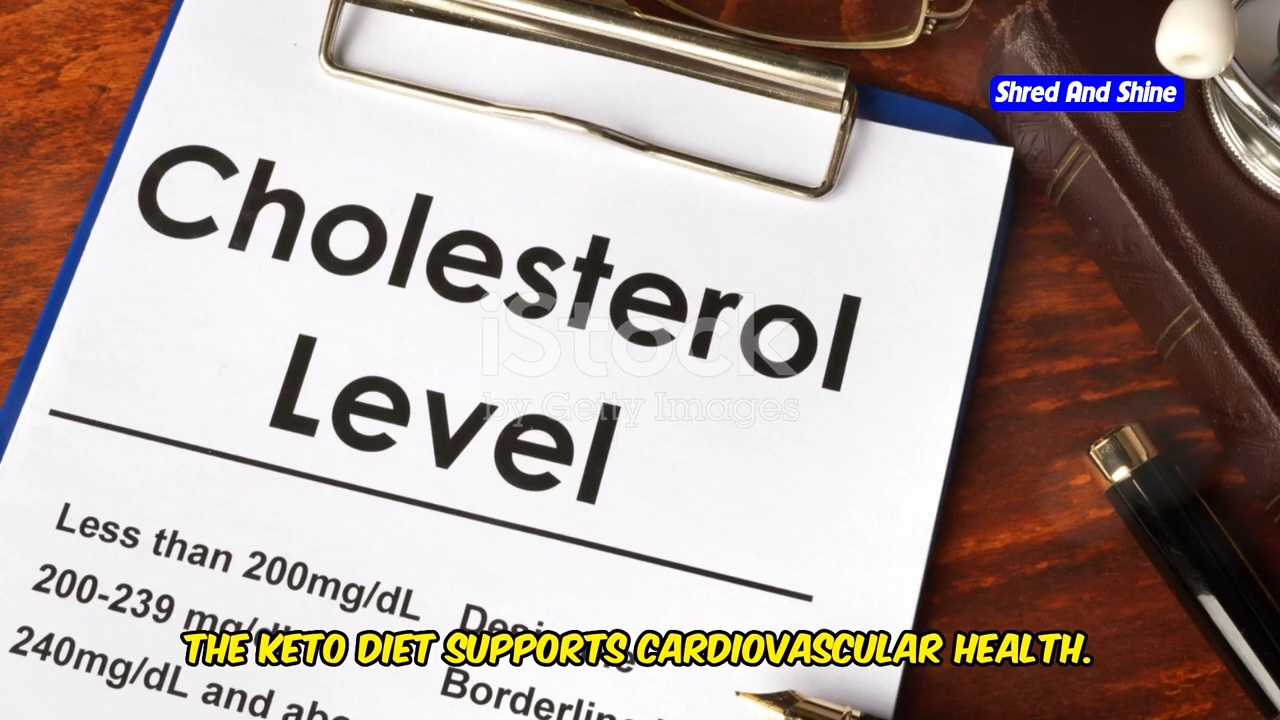 Shred And Shine
Cholesterol
Level
iStock
by Getty Images
Less than 200mg/dL
200-239
240mg/dL and
Borderline
THE KETO DIET SUPPORTS CARDIOVASCULAR HEALTH.